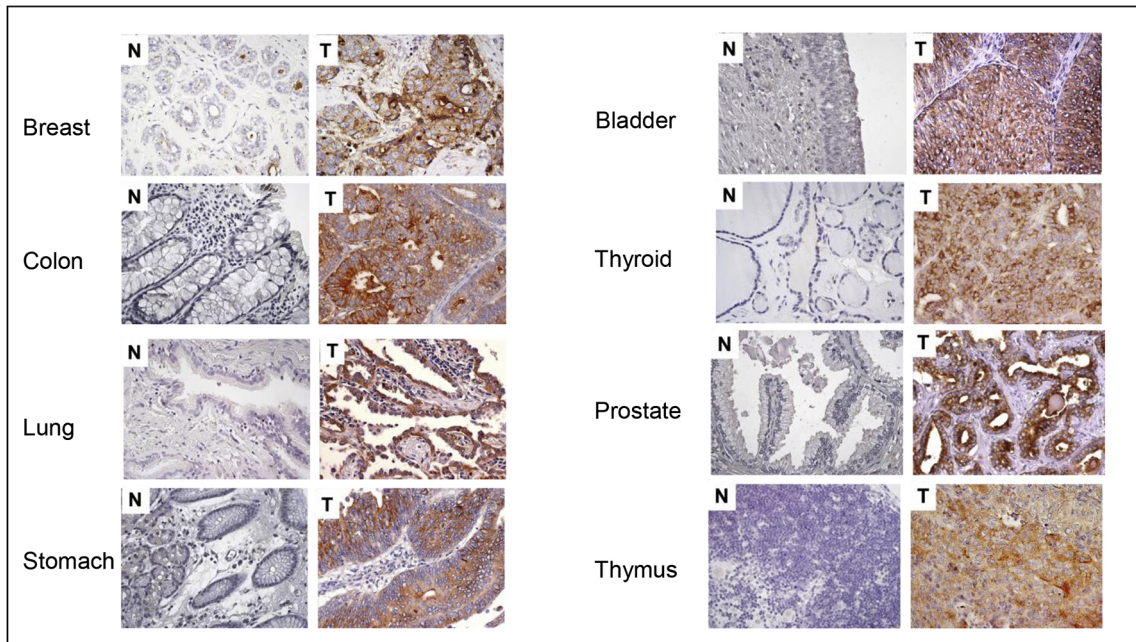 N T
Breast
N T
Colon
N T
Lung
N T
Stomach
N T
Bladder
N T
Thyroid
N T
Prostate
N T
Thymus